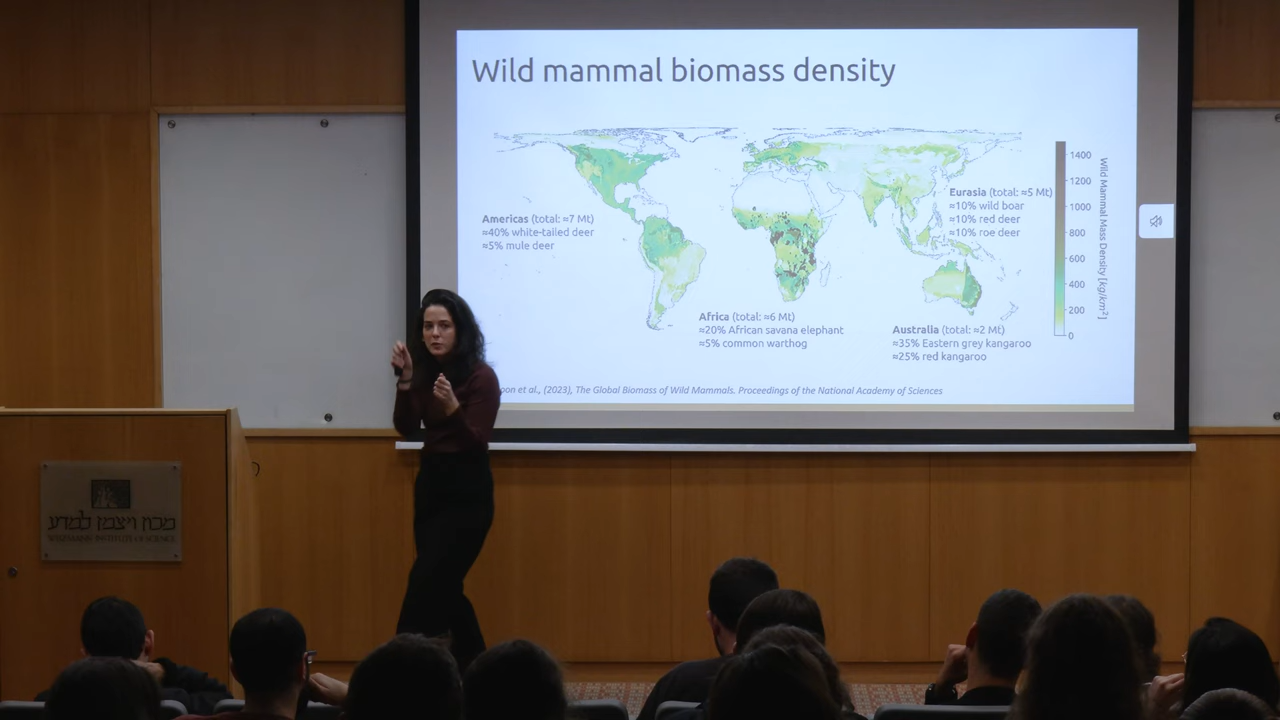 Wild mammal biomass density
Americas (total: ≈7 Mt)
≈40% white-tailed deer
≈5% mule deer
Africa (total: ≈6 Mt)
≈20% African savana elephant
≈5% common warthog
Eurasia (total: ≈5 Mt)
≈10% wild boar
≈10% red deer
≈10% roe deer
Australia (total: ≈2 Mt)
≈35% Eastern grey kangaroo
≈25% red kangaroo
1400
1200
1000
800
600
400
200
0
Wild Mammal Mass Density [kg/km²]
et al., (2023), The Global Biomass of Wild Mammals. Proceedings of the National Academy of Sciences
מכון ויצמן למדע
WEIZMANN INSTITUTE OF SCIENCE